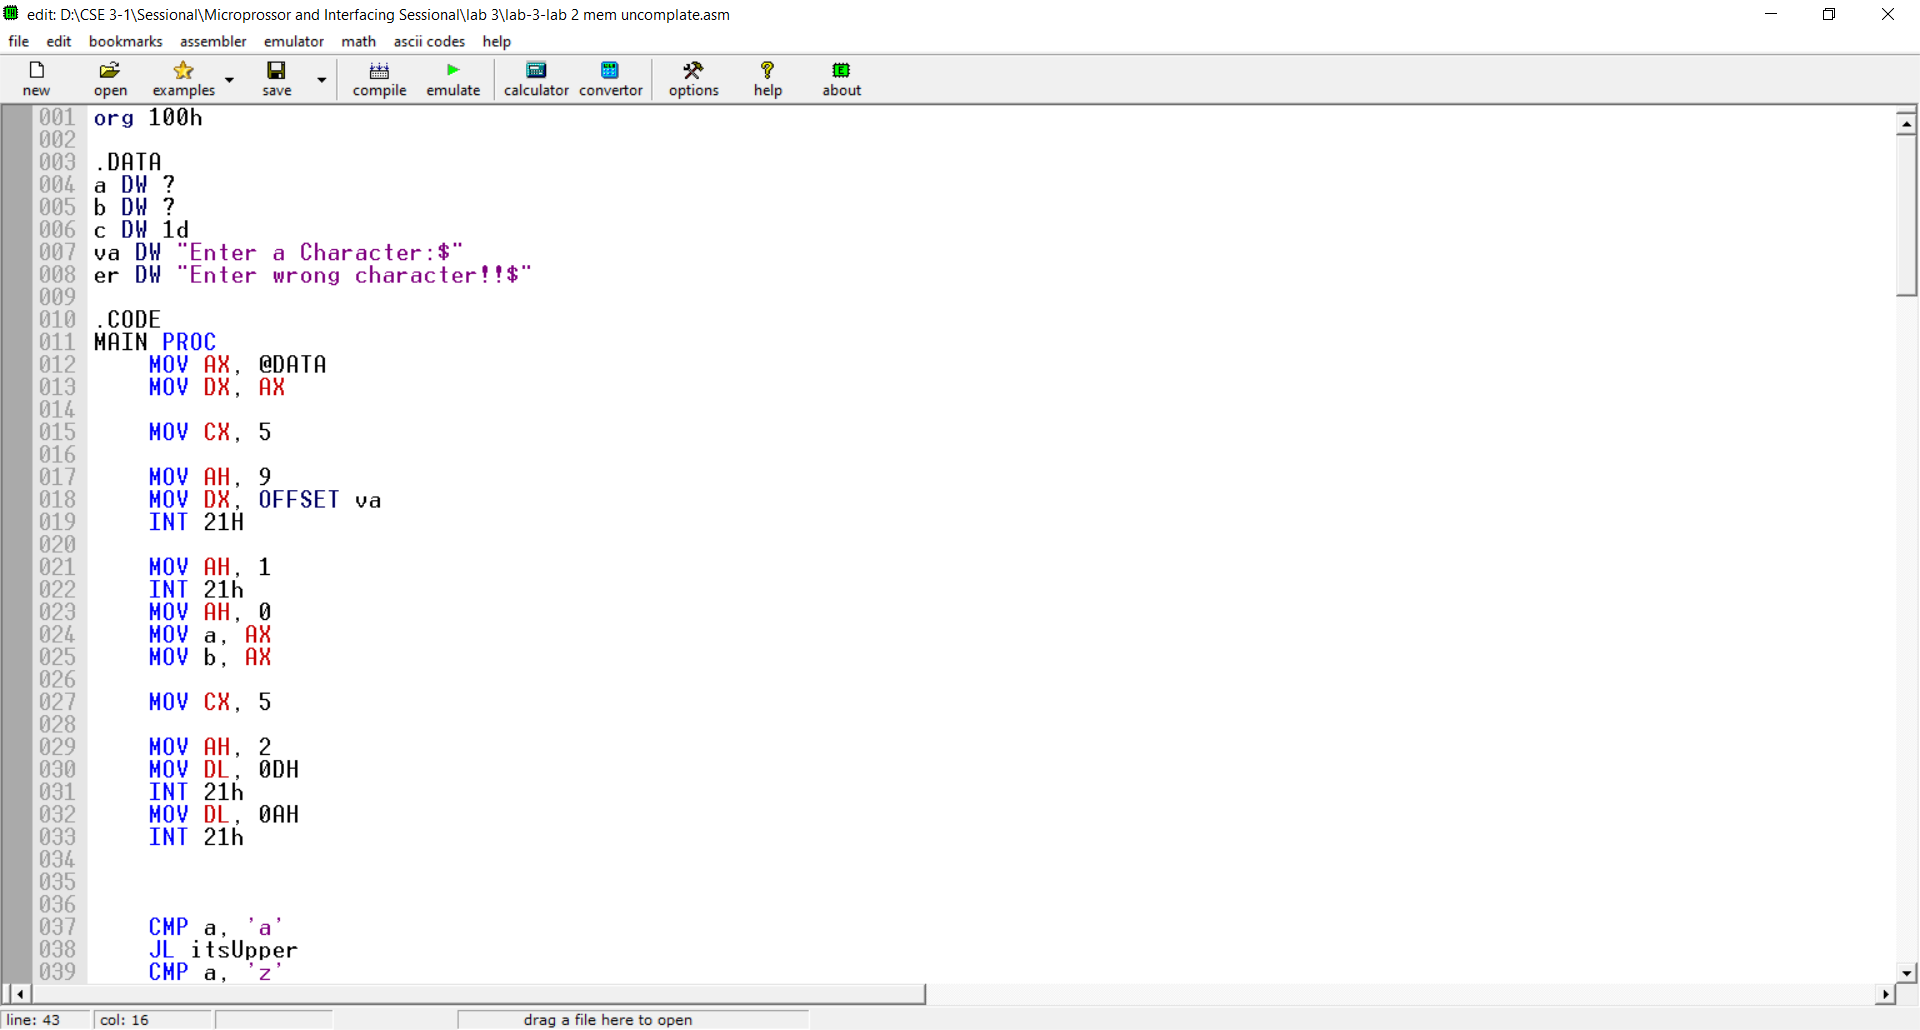 edit: D:\CSE 3-1\Sessional\Microprossor and Interfacing Sessional\lab 3\lab-3-lab 2 mem uncomplate.asm
file edit bookmarks assembler emulator math ascii codes help
new open examples save compile emulate calculator convertor options help about
001 org 100h
002
003 .DATA
004 a DW ?
005 b DW ?
006 c DW 1d
007 va DW "Enter a Character:$"
008 er DW "Enter wrong character!!$"
009
010 .CODE
011 MAIN PROC
012 MOV AX, @DATA
013 MOV DX, AX
014
015 MOV CX, 5
016
017 MOV AH, 9
018 MOV DX, OFFSET va
019 INT 21H
020
021 MOV AH, 1
022 INT 21h
023 MOV AH, 0
024 MOV a, AX
025 MOV b, AX
026
027 MOV CX, 5
028
029 MOV AH, 2
030 MOV DL, 0DH
031 INT 21h
032 MOV DL, 0AH
033 INT 21h
034
035
036
037 CMP a, 'a'
038 JL itsUpper
039 CMP a, 'z'
line: 43 col: 16 drag a file here to open